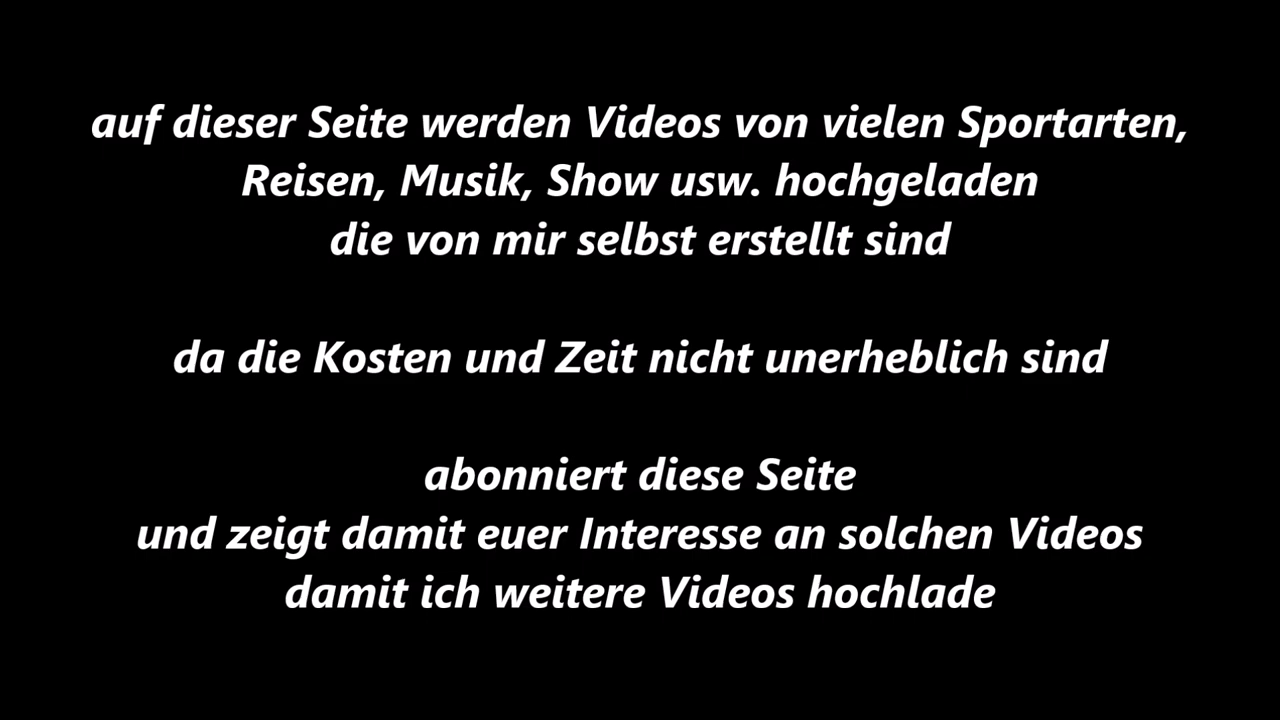 auf dieser Seite werden Videos von vielen Sportarten,
Reisen, Musik, Show usw. hochgeladen
die von mir selbst erstellt sind
da die Kosten und Zeit nicht unerheblich sind
abonniert diese Seite
und zeigt damit euer Interesse an solchen Videos
damit ich weitere Videos hochlade